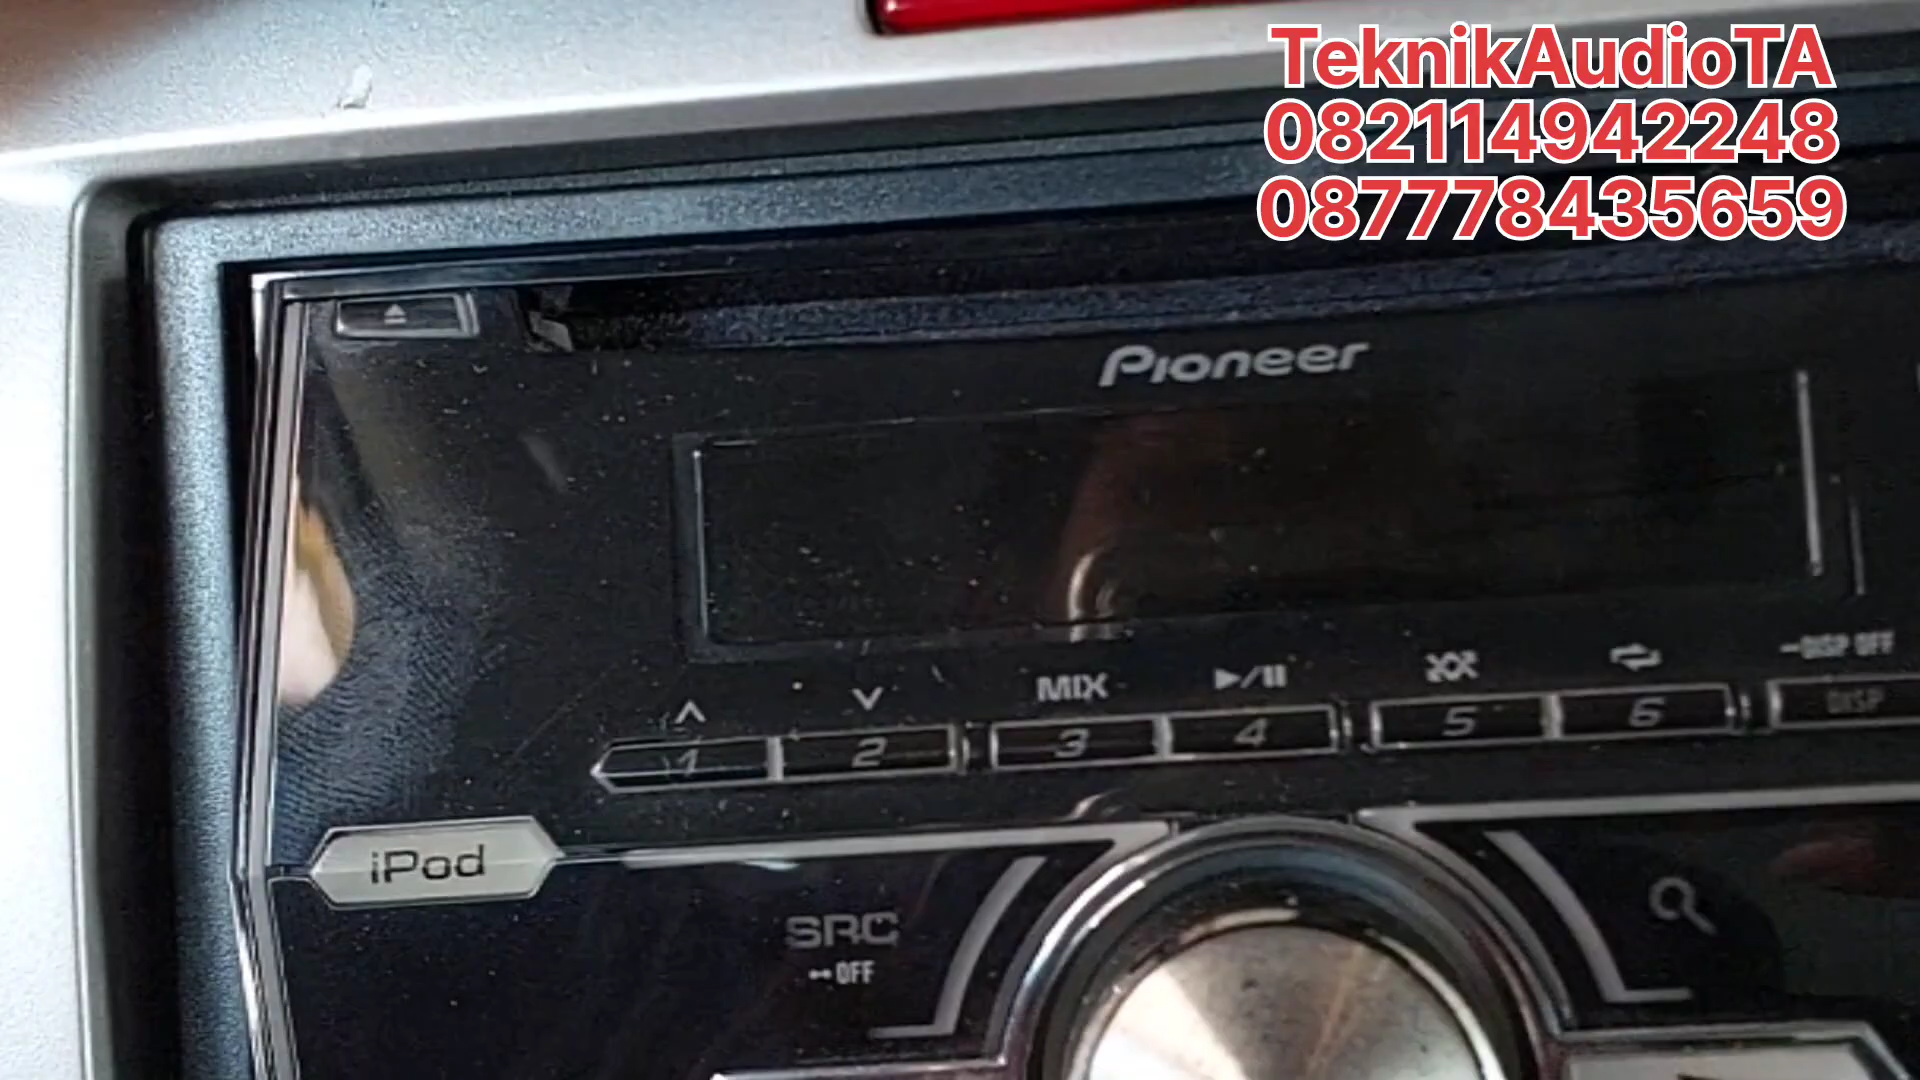 TeknikAudioTA
082114942248
087778435659
Pioneer
DISP OFF
MIX
1 2 3 4 5 6 DISP
iPod
SRC
OFF